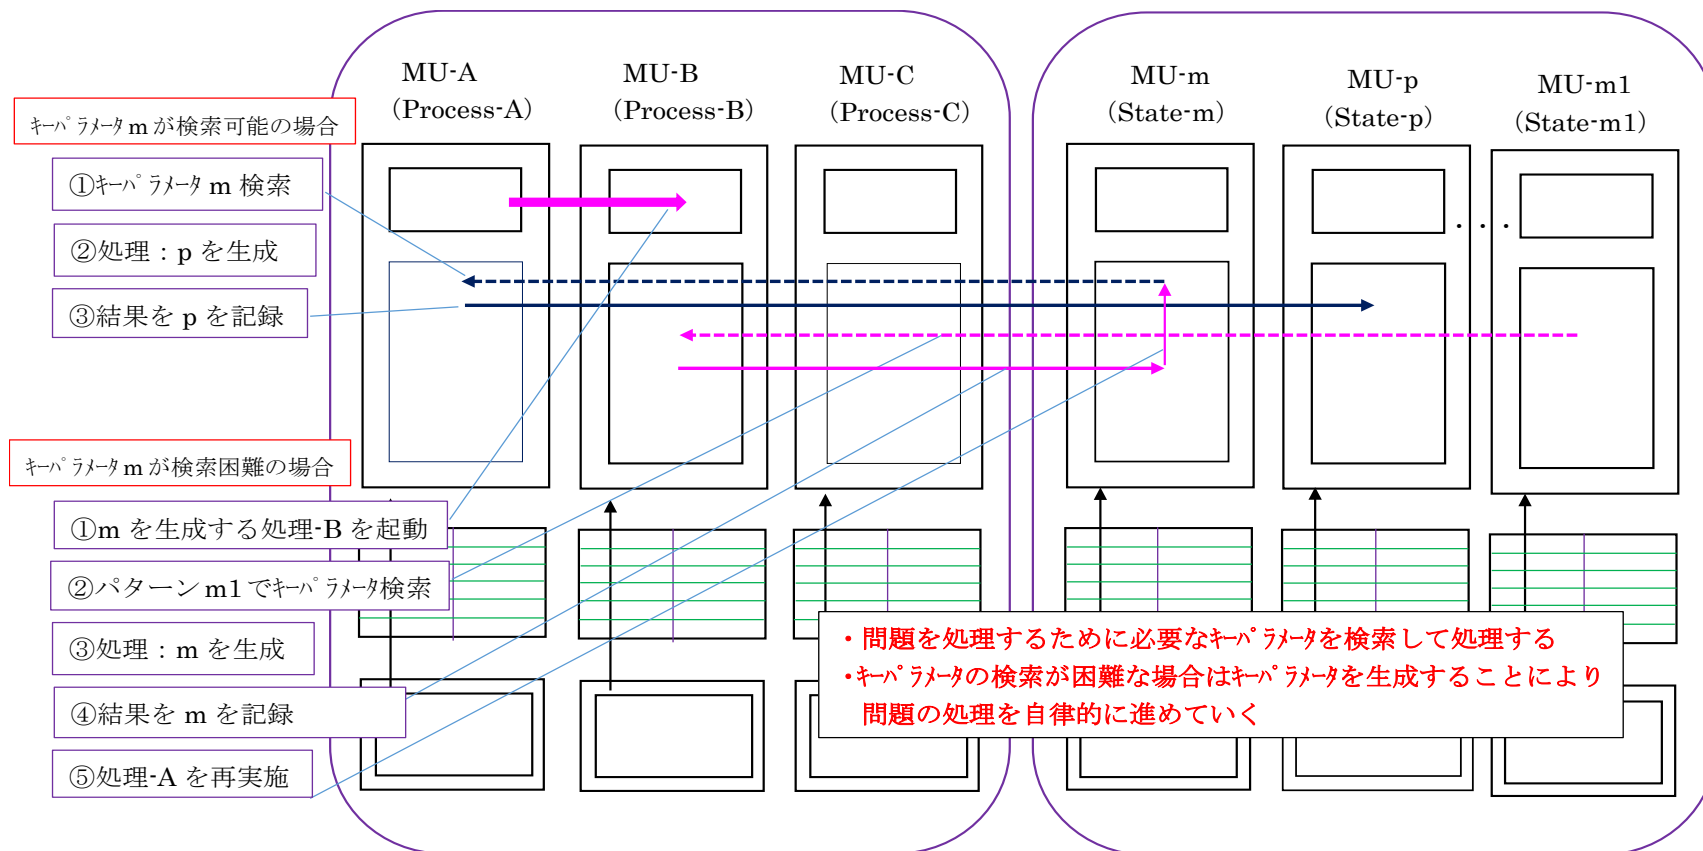 MU-A
(Process-A)
MU-B
(Process-B)
MU-C
(Process-C)
MU-m
(State-m)
MU-p
(State-p)
MU-m1
(State-m1)
・・・
ｷｰﾊﾟﾗﾒｰﾀ m が検索可能の場合
①ｷｰﾊﾟﾗﾒｰﾀ m 検索
②処理：p を生成
③結果を p を記録
ｷｰﾊﾟﾗﾒｰﾀ m が検索困難の場合
①m を生成する処理-B を起動
②パターン m1 でｷｰﾊﾟﾗﾒｰﾀ検索
③処理：m を生成
④結果を m を記録
⑤処理-A を再実施
・問題を処理するために必要なｷｰﾊﾟﾗﾒｰﾀを検索して処理する
・ｷｰﾊﾟﾗﾒｰﾀの検索が困難な場合はｷｰﾊﾟﾗﾒｰﾀを生成することにより
問題の処理を自律的に進めていく